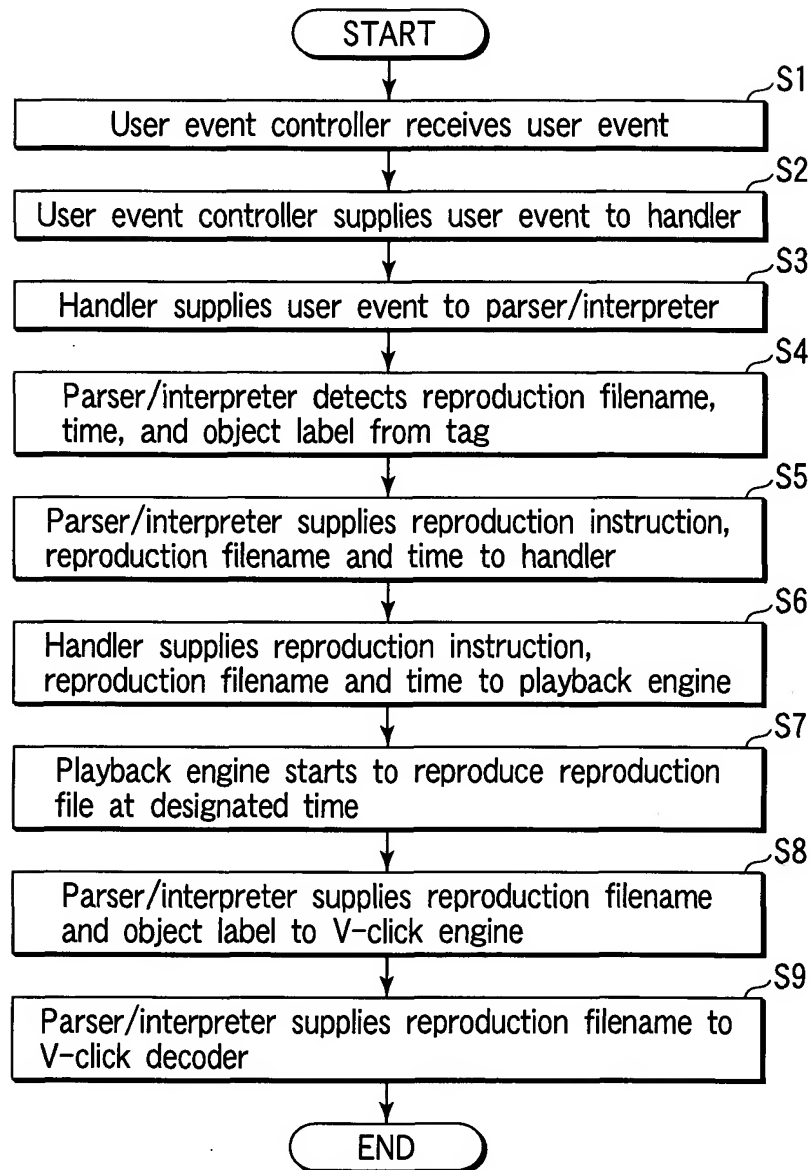 START
S1
User event controller receives user event
S2
User event controller supplies user event to handler
S3
Handler supplies user event to parser/interpreter
S4
Parser/interpreter detects reproduction filename,
time, and object label from tag
S5
Parser/interpreter supplies reproduction instruction,
reproduction filename and time to handler
S6
Handler supplies reproduction instruction,
reproduction filename and time to playback engine
S7
Playback engine starts to reproduce reproduction
file at designated time
S8
Parser/interpreter supplies reproduction filename
and object label to V-click engine
S9
Parser/interpreter supplies reproduction filename to
V-click decoder
END